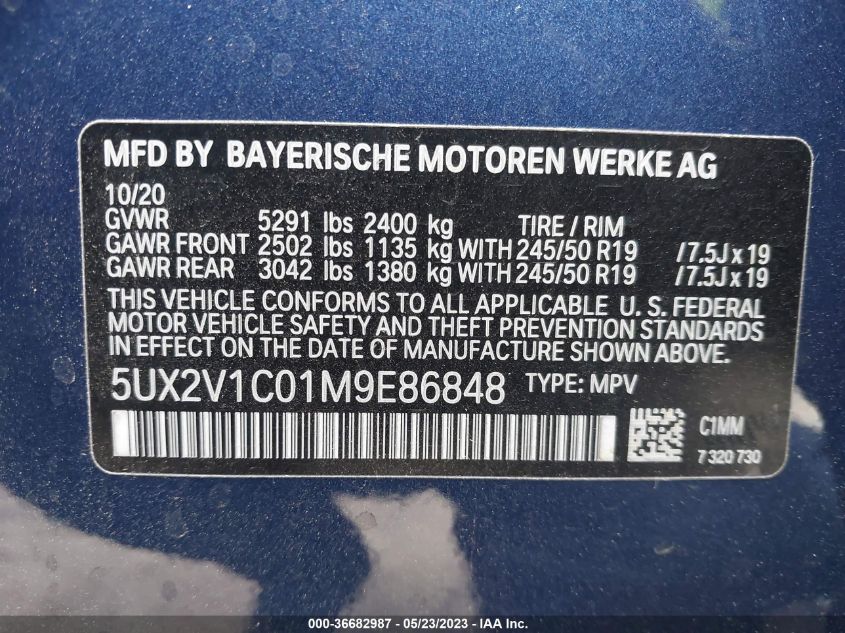 MFD BY BAYERISCHE MOTOREN WERKE AG
10/20
GVWR 5291 lbs 2400 kg TIRE / RIM
GAWR FRONT 2502 lbs 1135 kg WITH 245/50 R19 /7.5J x 19
GAWR REAR 3042 lbs 1380 kg WITH 245/50 R19 /7.5J x 19
THIS VEHICLE CONFORMS TO ALL APPLICABLE U. S. FEDERAL
MOTOR VEHICLE SAFETY AND THEFT PREVENTION STANDARDS
IN EFFECT ON THE DATE OF MANUFACTURE SHOWN ABOVE.
5UX2V1C01M9E86848 TYPE: MPV
C1MM
7 320 730
000-36682987 - 05/23/2023 - 1D: IAAI.com